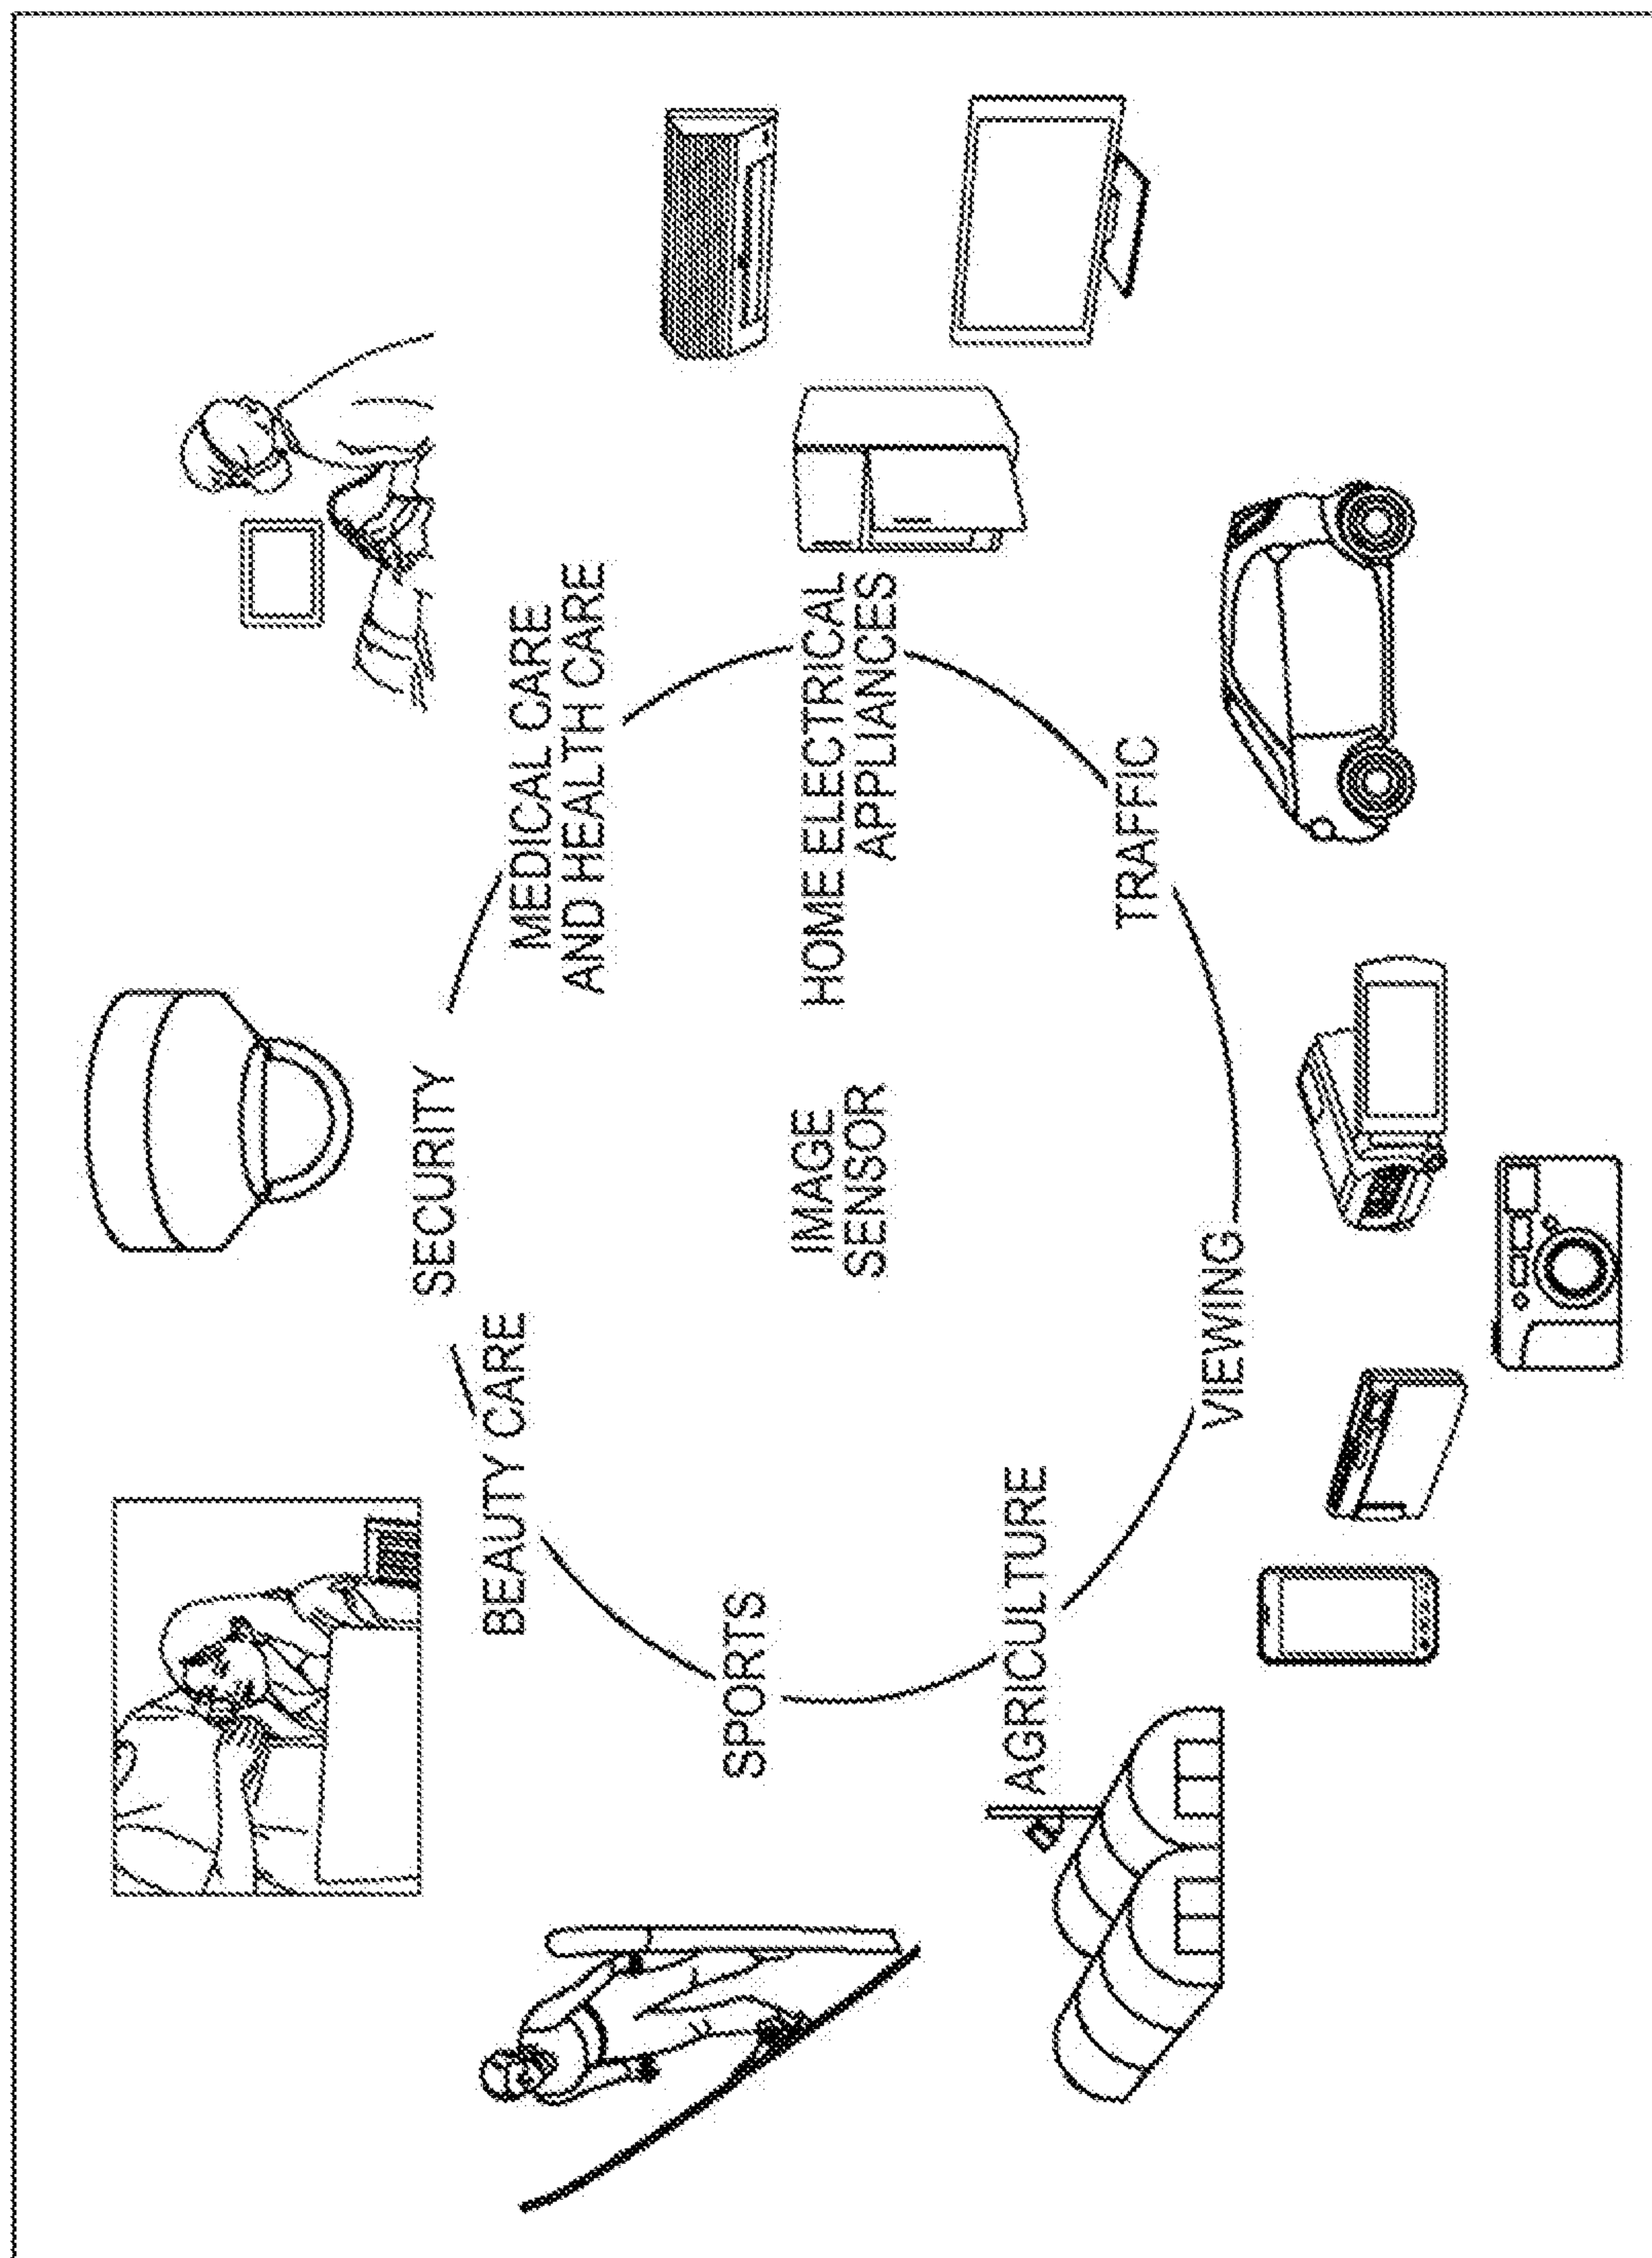 SECURITY
BEAUTY CARE
MEDICAL CARE
AND HEALTH CARE
SPORTS
IMAGE
SENSOR
HOME ELECTRICAL
APPLIANCES
AGRICULTURE
TRAFFIC
VIEWING